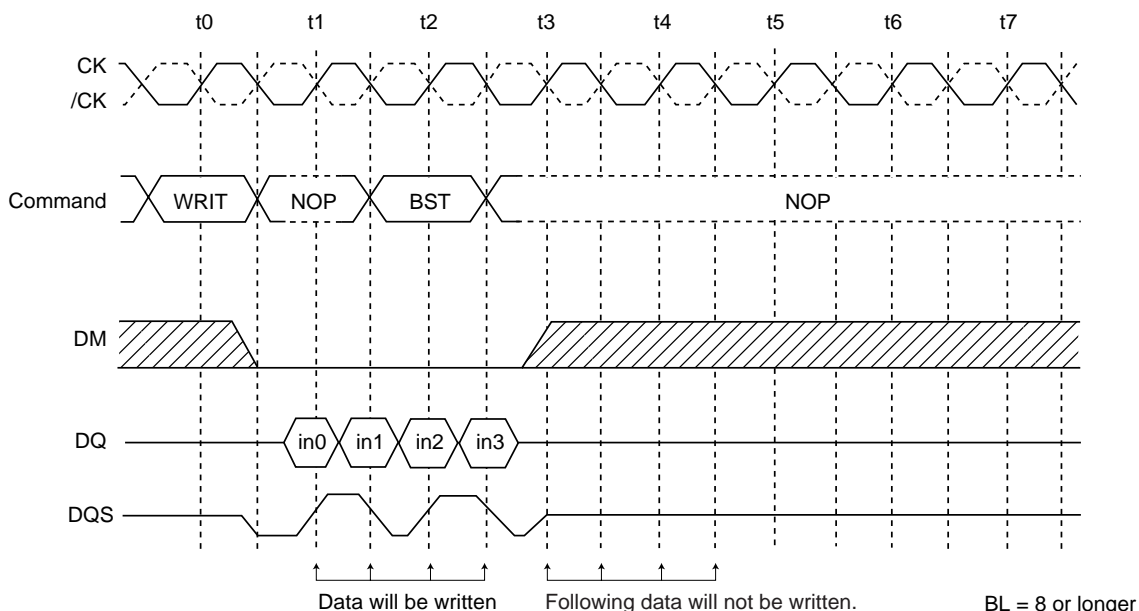 t0 t1 t2 t3 t4 t5 t6 t7
CK
/CK
Command WRIT NOP BST NOP
DM
DQ in0 in1 in2 in3
DQS
Data will be written Following data will not be written. BL = 8 or longer